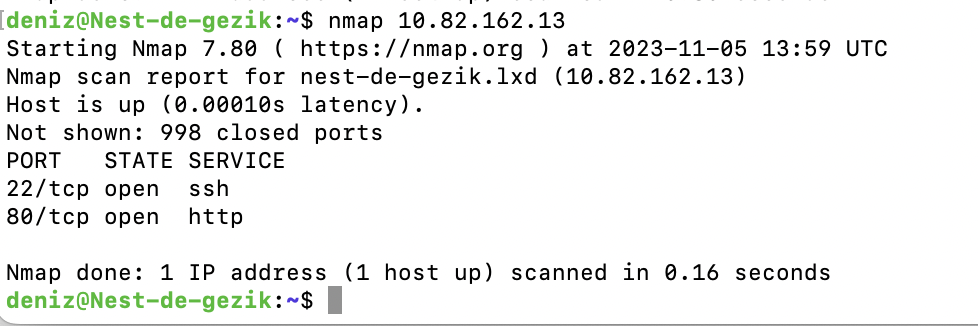 deniz@Nest-de-gezik:~$ nmap 10.82.162.13
Starting Nmap 7.80 ( https://nmap.org ) at 2023-11-05 13:59 UTC
Nmap scan report for nest-de-gezik.lxd (10.82.162.13)
Host is up (0.00010s latency).
Not shown: 998 closed ports
PORT   STATE SERVICE
22/tcp open  ssh
80/tcp open  http

Nmap done: 1 IP address (1 host up) scanned in 0.16 seconds
deniz@Nest-de-gezik:~$